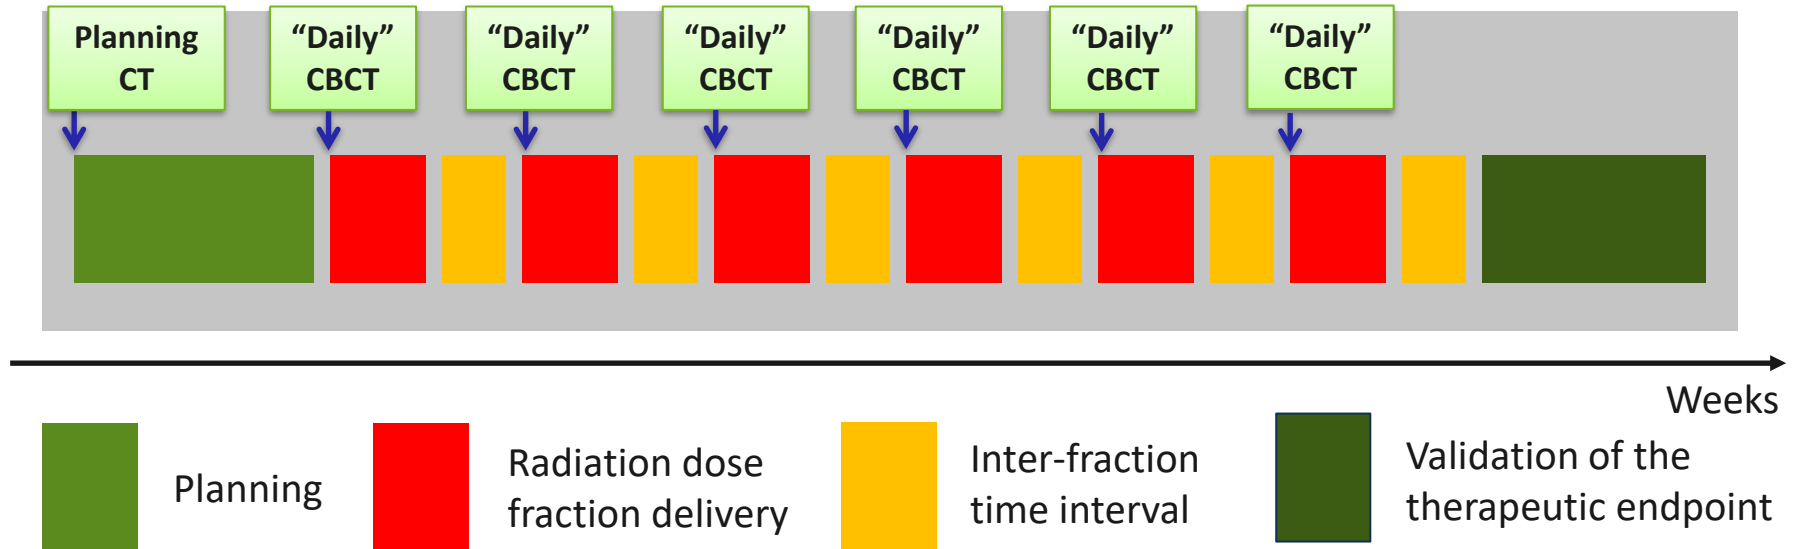 Planning
CT
“Daily”
CBCT
“Daily”
CBCT
“Daily”
CBCT
“Daily”
CBCT
“Daily”
CBCT
“Daily”
CBCT
Weeks
Planning
Radiation dose
fraction delivery
Inter-fraction
time interval
Validation of the
therapeutic endpoint